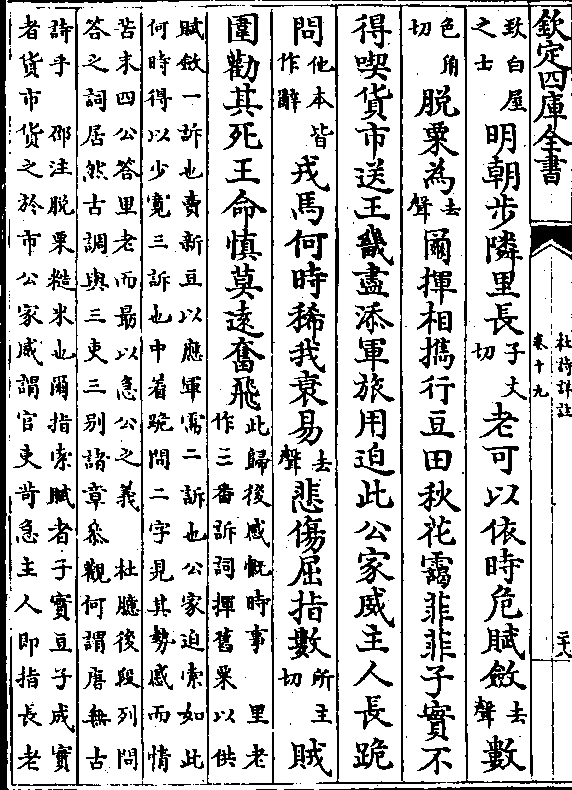 欽定四庫全書
杜詩詳註
卷十九
二十八
致白屋之士明朝步隣里長子丈切老可以依時危賦斂去聲數
色角切脫粟為去聲爾揮相攜行豆田秋花靄菲菲子實不
得喫貨市送王畿盡添軍旅用迫此公家威主人長跪
問他本皆作辭戎馬何時稀我衰易去聲悲傷屈指數所主切賊
圍勸其死王命慎莫遠奮飛此歸後感慨時事 里老作三番訴詞揮舊粟以供
賦斂一訴也賣新豆以應軍需二訴也公家迫索如此
何時得以少寬三訴也中着跪問二字見其勢慼而情
苦末四公答里老而最以急公之義 杜臆後段列問
答之詞居然古調與三吏三别諸章叅觀何謂唐無古
詩乎 邵注脫粟糙米也爾指索賦者子實豆子成實
者貨市貨之於市公家威謂官吏苛急主人即指長老